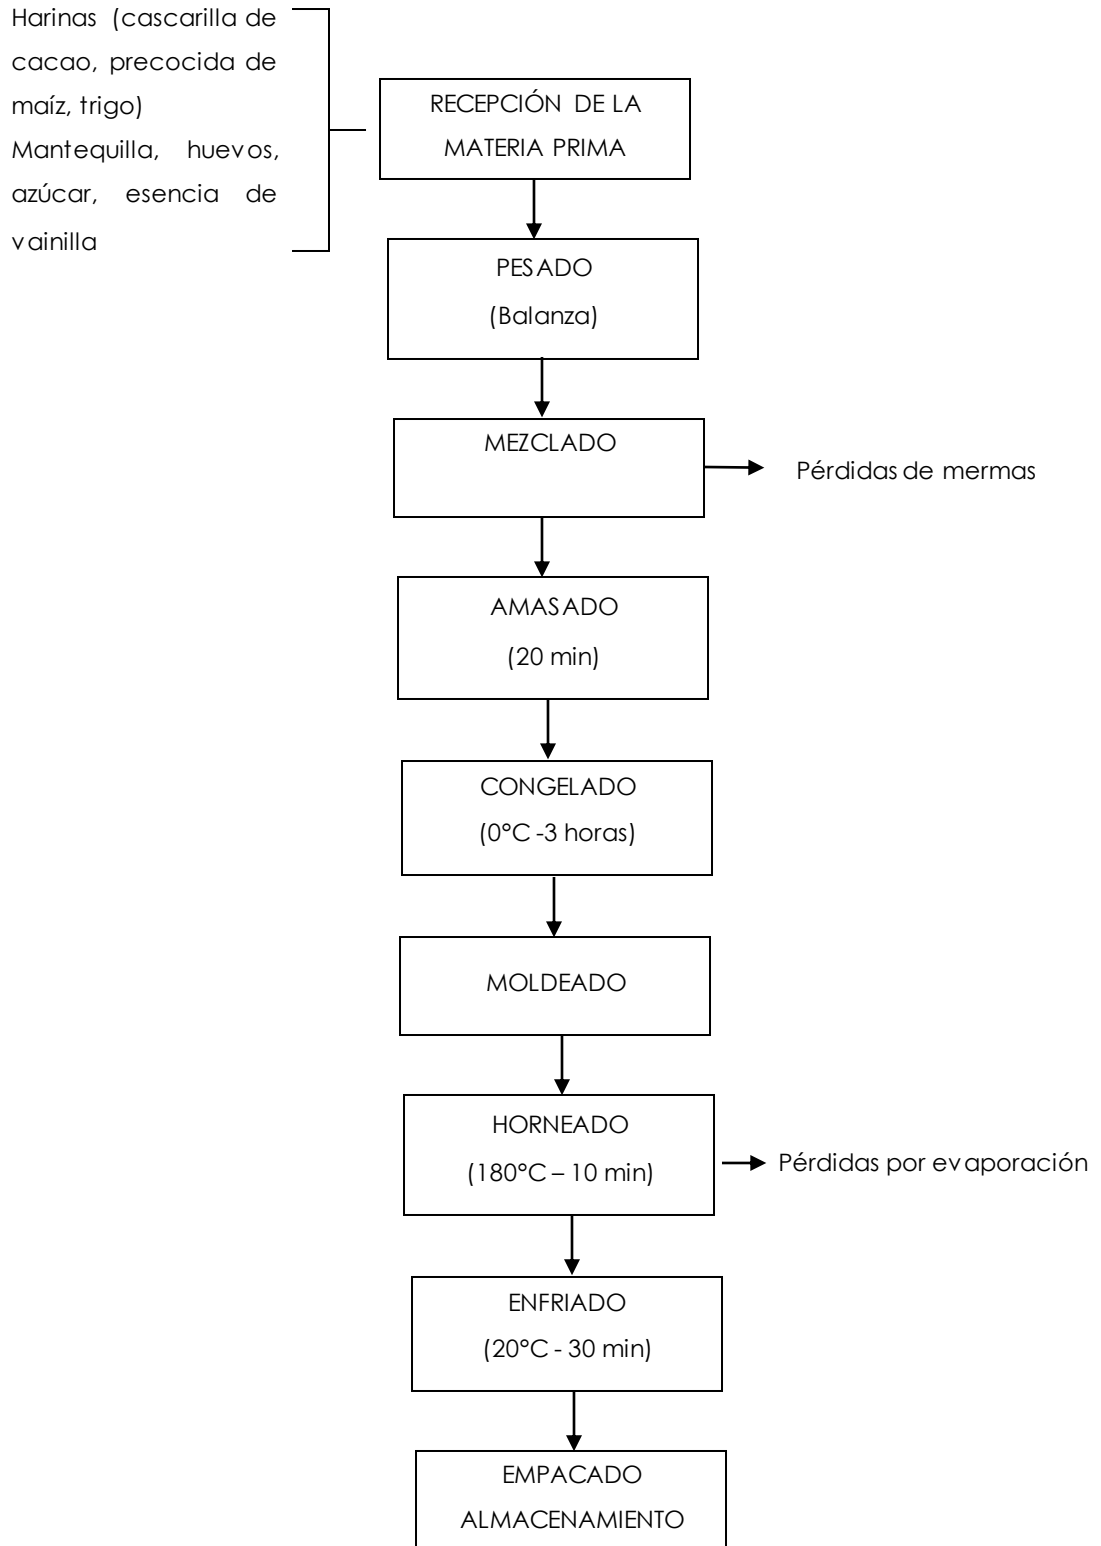 Harinas (cascarilla de
cacao, precocida de
maíz, trigo)
Mantequilla, huevos,
azúcar, esencia de
vainilla
RECEPCIÓN DE LA
MATERIA PRIMA
PESADO
(Balanza)
MEZCLADO
Pérdidas de mermas
AMASADO
(20 min)
CONGELADO
(0°C -3 horas)
MOLDEADO
HORNEADO
(180°C – 10 min)
Pérdidas por evaporación
ENFRIADO
(20°C - 30 min)
EMPACADO
ALMACENAMIENTO